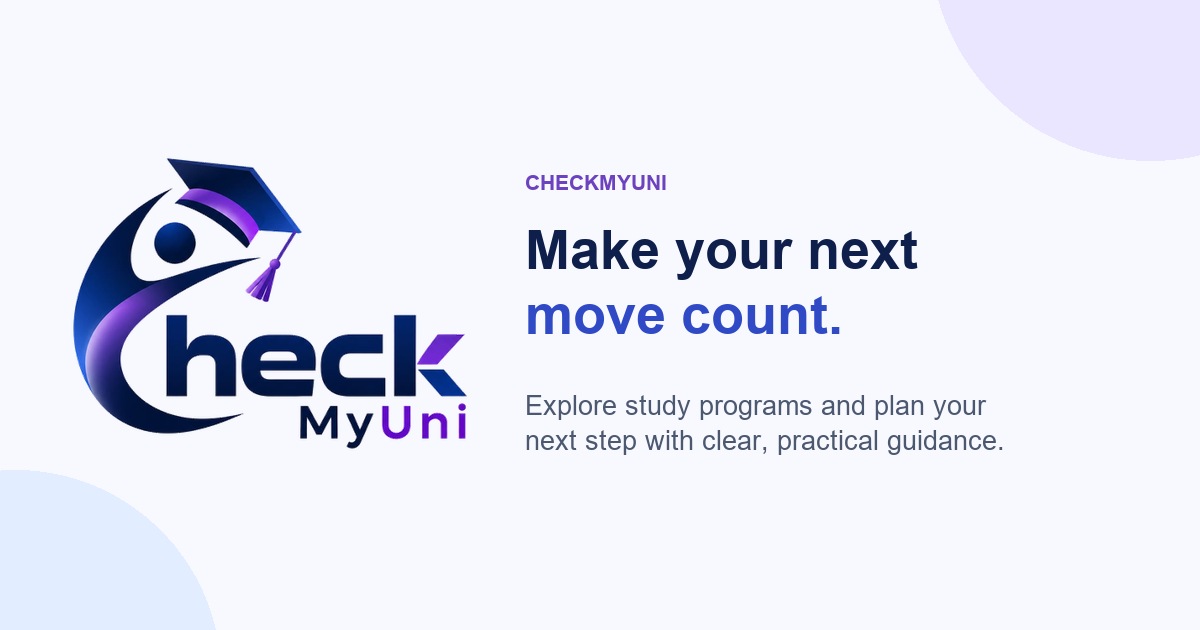 Check
MyUni
CHECKMYUNI
Make your next
move count.
Explore study programs and plan your
next step with clear, practical guidance.